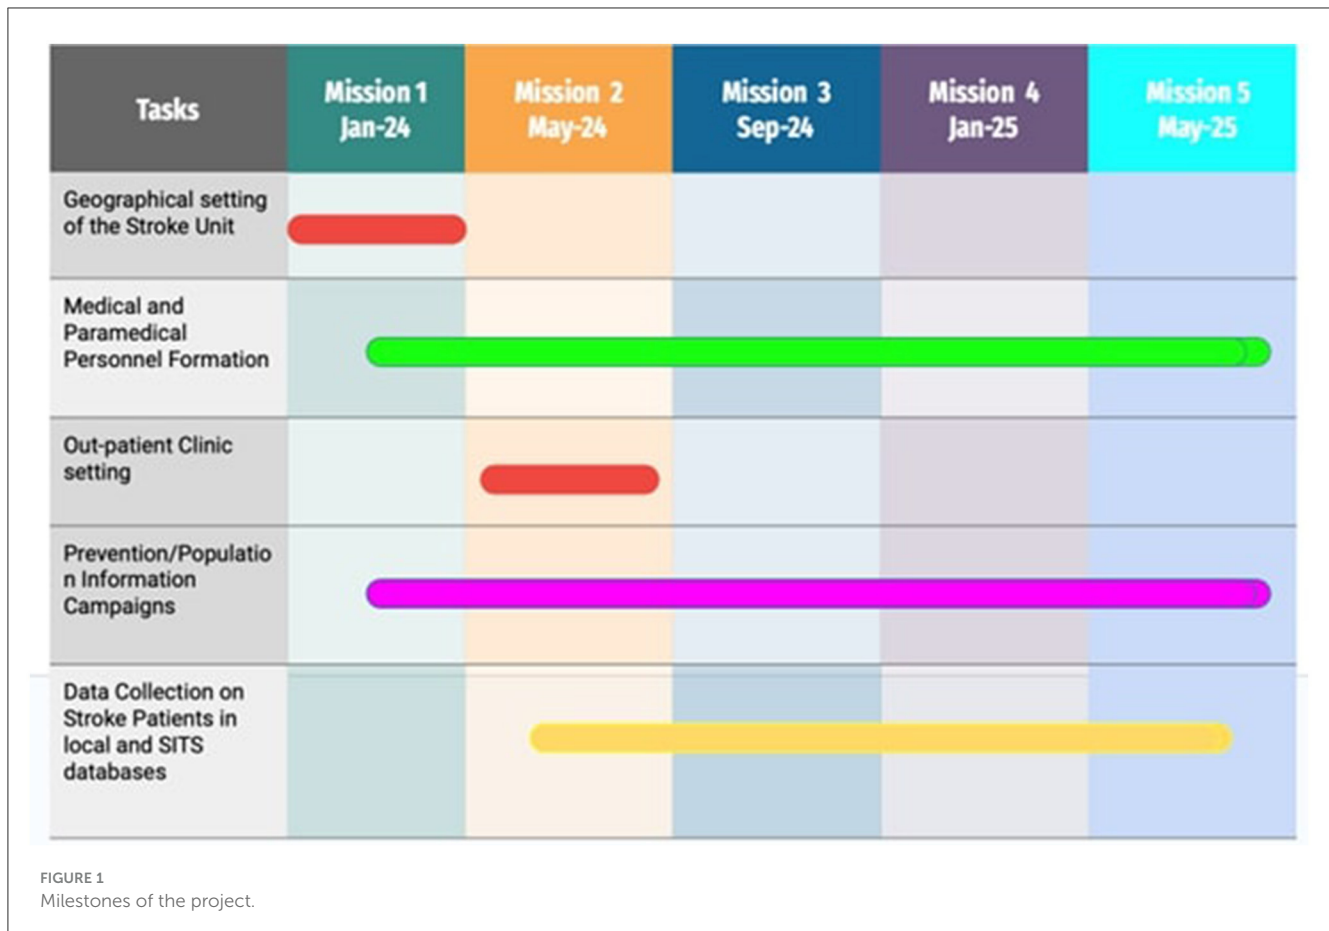 Tasks
Mission 1
Jan-24
Mission 2
May-24
Mission 3
Sep-24
Mission 4
Jan-25
Mission 5
May-25
Geographical setting
of the Stroke Unit
Medical and
Paramedical
Personnel Formation
Out-patient Clinic
setting
Prevention/Populatio
n Information
Campaigns
Data Collection on
Stroke Patients in
local and SITS
databases
FIGURE 1
Milestones of the project.